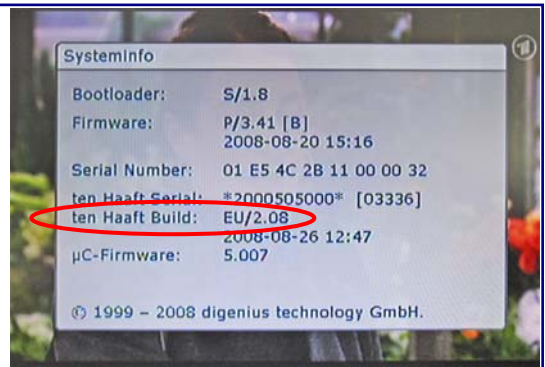 SystemInfo
Bootloader: S/1.8
Firmware: P/3.41 [B]
2008-08-20 15:16
Serial Number: 01 E5 4C 2B 11 00 00 32
ten Haaft Serial: *2000505000* [03336]
ten Haaft Build: EU/2.08
2008-08-26 12:47
µC-Firmware: 5.007
© 1999 – 2008 digenius technology GmbH.